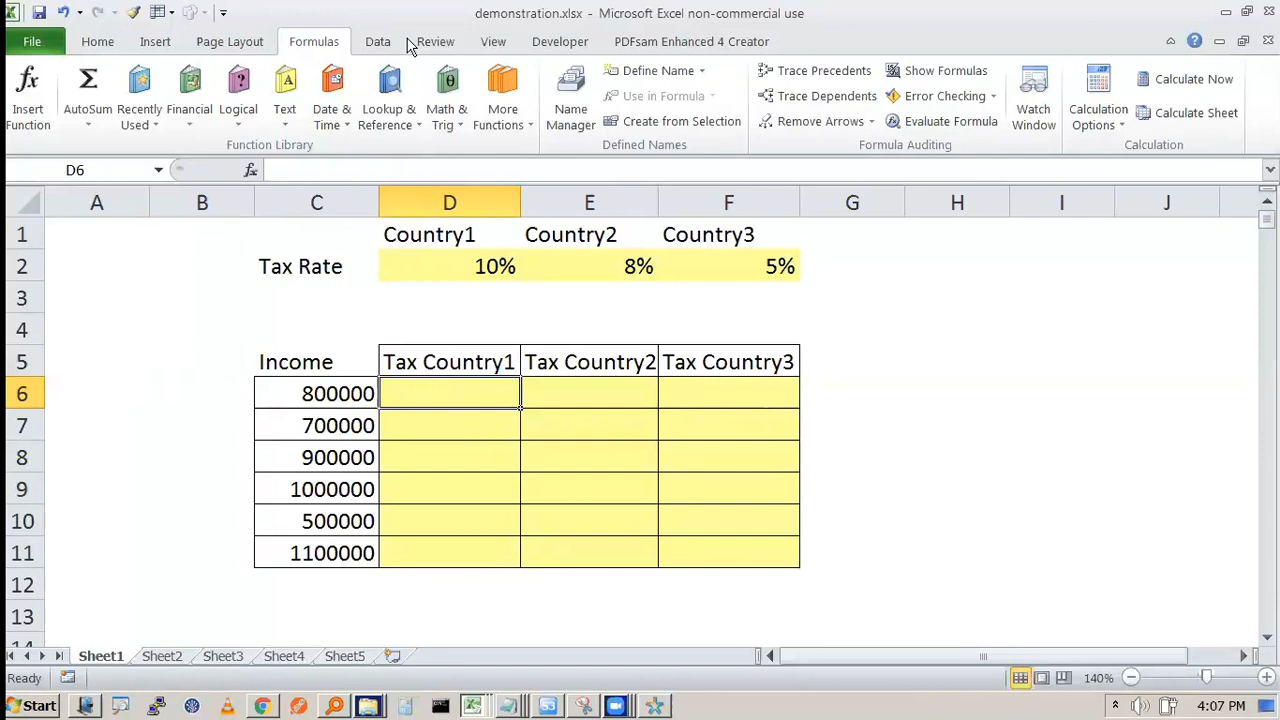 demonstration.xlsx - Microsoft Excel non-commercial use
File Home Insert Page Layout Formulas Data Review View Developer PDFsam Enhanced 4 Creator
Insert Function
AutoSum
Recently Used
Financial
Logical
Text
Date & Time
Lookup & Reference
Math & Trig
More Functions
Function Library
Name Manager
Define Name
Use in Formula
Create from Selection
Defined Names
Trace Precedents
Trace Dependents
Remove Arrows
Show Formulas
Error Checking
Evaluate Formula
Formula Auditing
Watch Window
Calculation Options
Calculate Now
Calculate Sheet
Calculation
D6 fx
A B C D E F G H I J
1 Country1 Country2 Country3
2 Tax Rate 10% 8% 5%
3
4
5 Income Tax Country1 Tax Country2 Tax Country3
6 800000
7 700000
8 900000
9 1000000
10 500000
11 1100000
12
13
14
Sheet1 Sheet2 Sheet3 Sheet4 Sheet5
Ready 140%
Start 4:07 PM